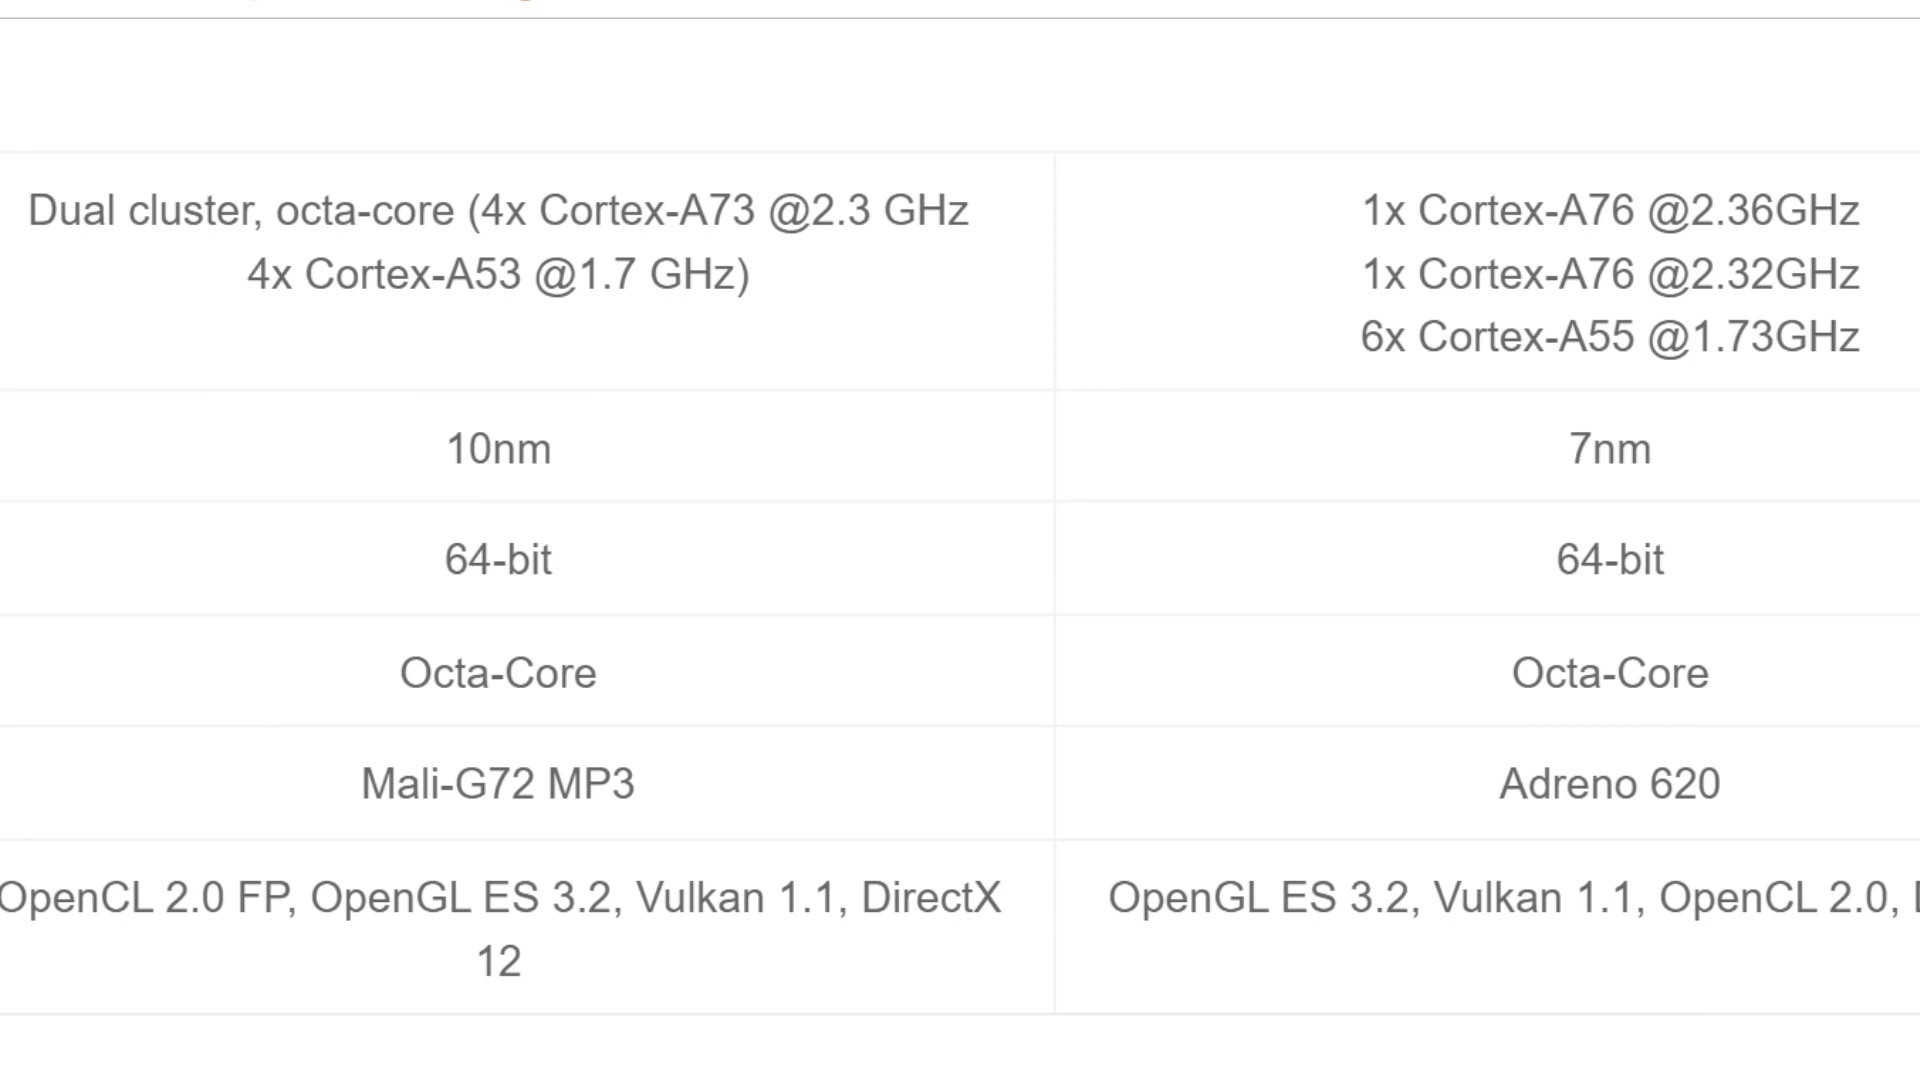 Dual cluster, octa-core (4x Cortex-A73 @2.3 GHz
4x Cortex-A53 @1.7 GHz)
1x Cortex-A76 @2.36GHz
1x Cortex-A76 @2.32GHz
6x Cortex-A55 @1.73GHz
10nm
7nm
64-bit
64-bit
Octa-Core
Octa-Core
Mali-G72 MP3
Adreno 620
OpenCL 2.0 FP, OpenGL ES 3.2, Vulkan 1.1, DirectX
12
OpenGL ES 3.2, Vulkan 1.1, OpenCL 2.0,